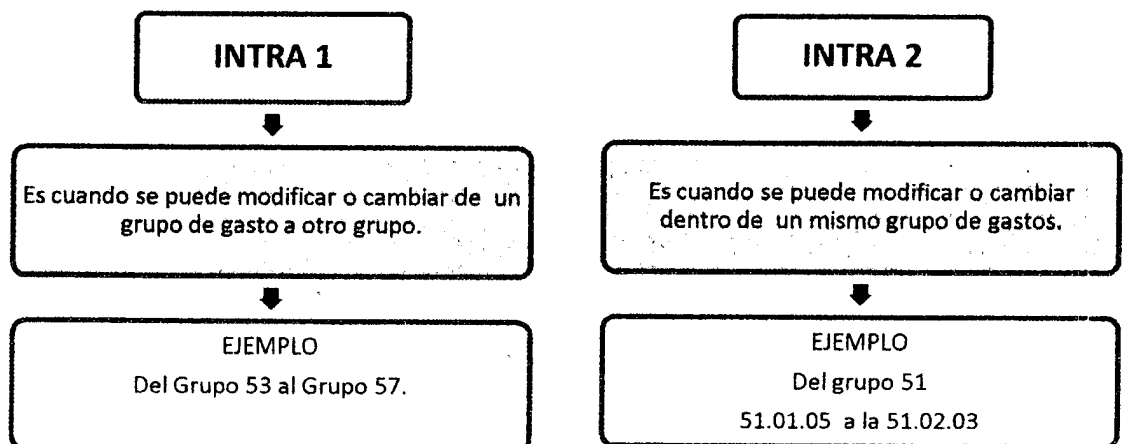 INTRA 1
Es cuando se puede modificar o cambiar de un
grupo de gasto a otro grupo.
EJEMPLO
Del Grupo 53 al Grupo 57.
INTRA 2
Es cuando se puede modificar o cambiar
dentro de un mismo grupo de gastos.
EJEMPLO
Del grupo 51
51.01.05 a la 51.02.03